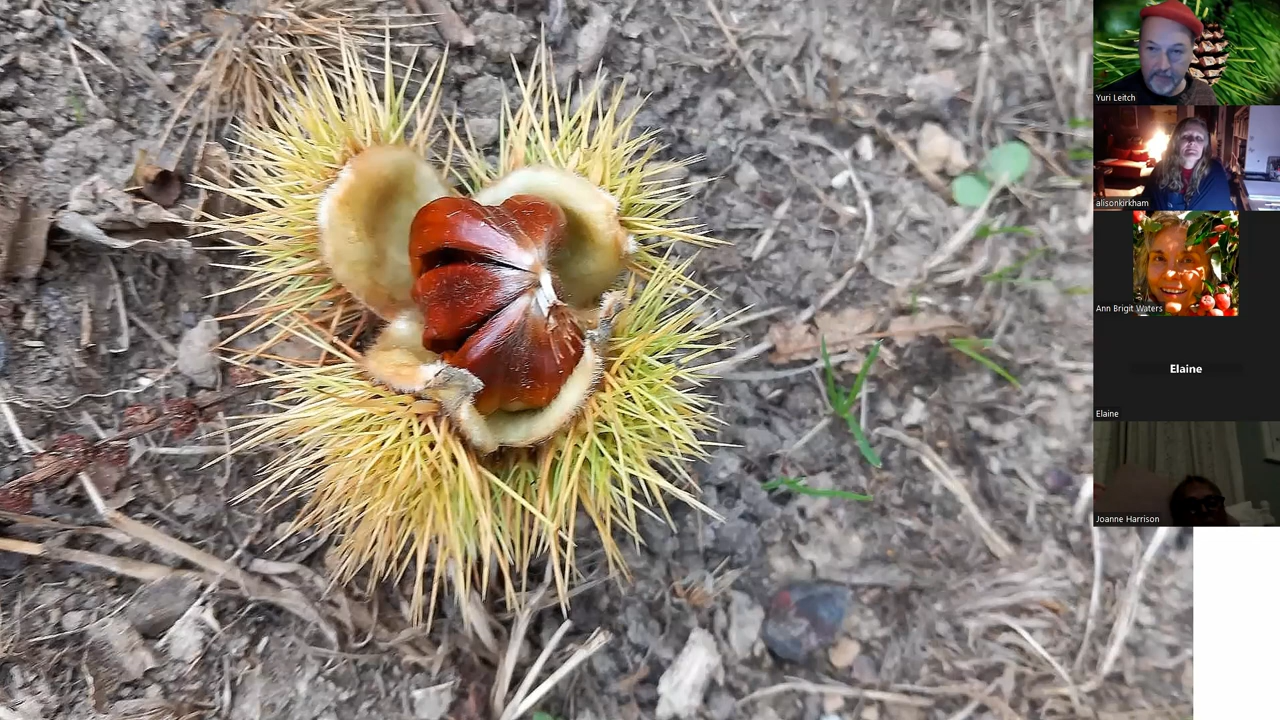 Yuri Leitch
alisonkirkham
Ann Brigit Waters
Elaine
Elaine
Joanne Harrison